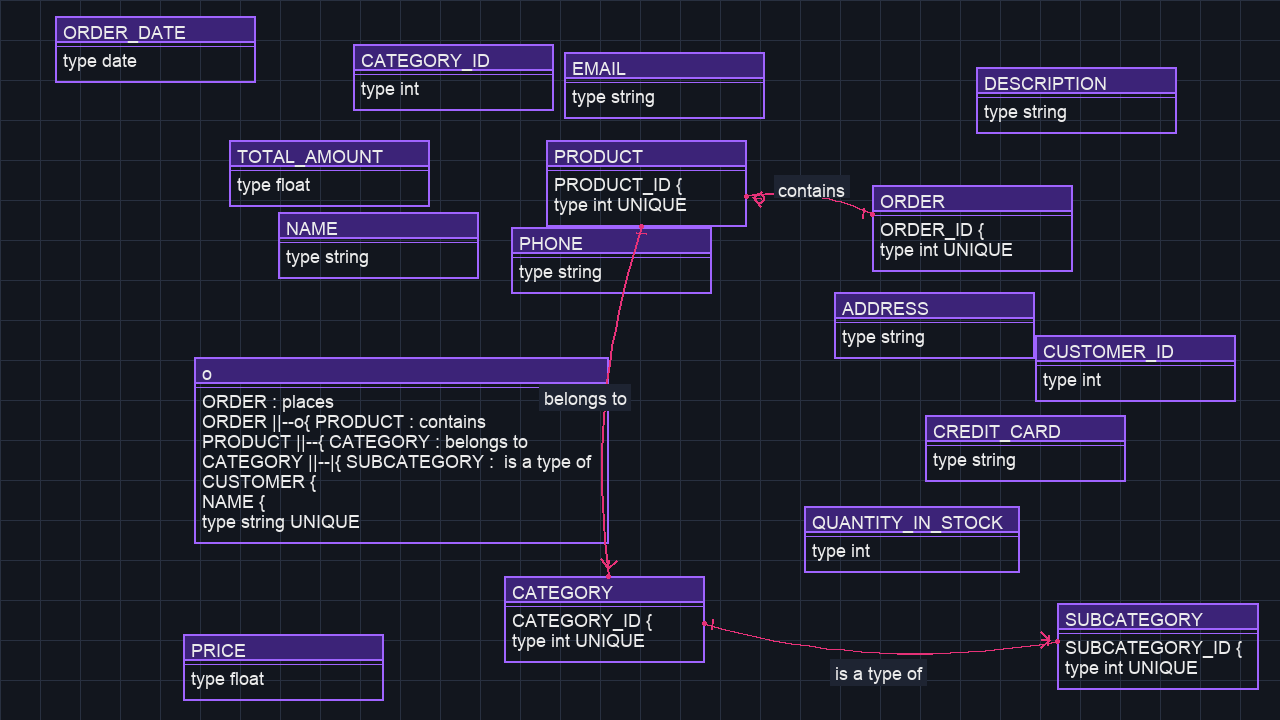 ORDER_DATE
type date
CATEGORY_ID
type int
EMAIL
type string
DESCRIPTION
type string
TOTAL_AMOUNT
type float
PRODUCT
PRODUCT_ID {
type int UNIQUE
contains
ORDER
ORDER_ID {
type int UNIQUE
NAME
type string
PHONE
type string
ADDRESS
type string
CUSTOMER_ID
type int
o
ORDER : places
ORDER ||--o{ PRODUCT : contains
PRODUCT ||--{ CATEGORY : belongs to
CATEGORY ||--|{ SUBCATEGORY :  is a type of
CUSTOMER {
NAME {
type string UNIQUE
belongs to
CREDIT_CARD
type string
QUANTITY_IN_STOCK
type int
CATEGORY
CATEGORY_ID {
type int UNIQUE
SUBCATEGORY
SUBCATEGORY_ID {
type int UNIQUE
is a type of
PRICE
type float